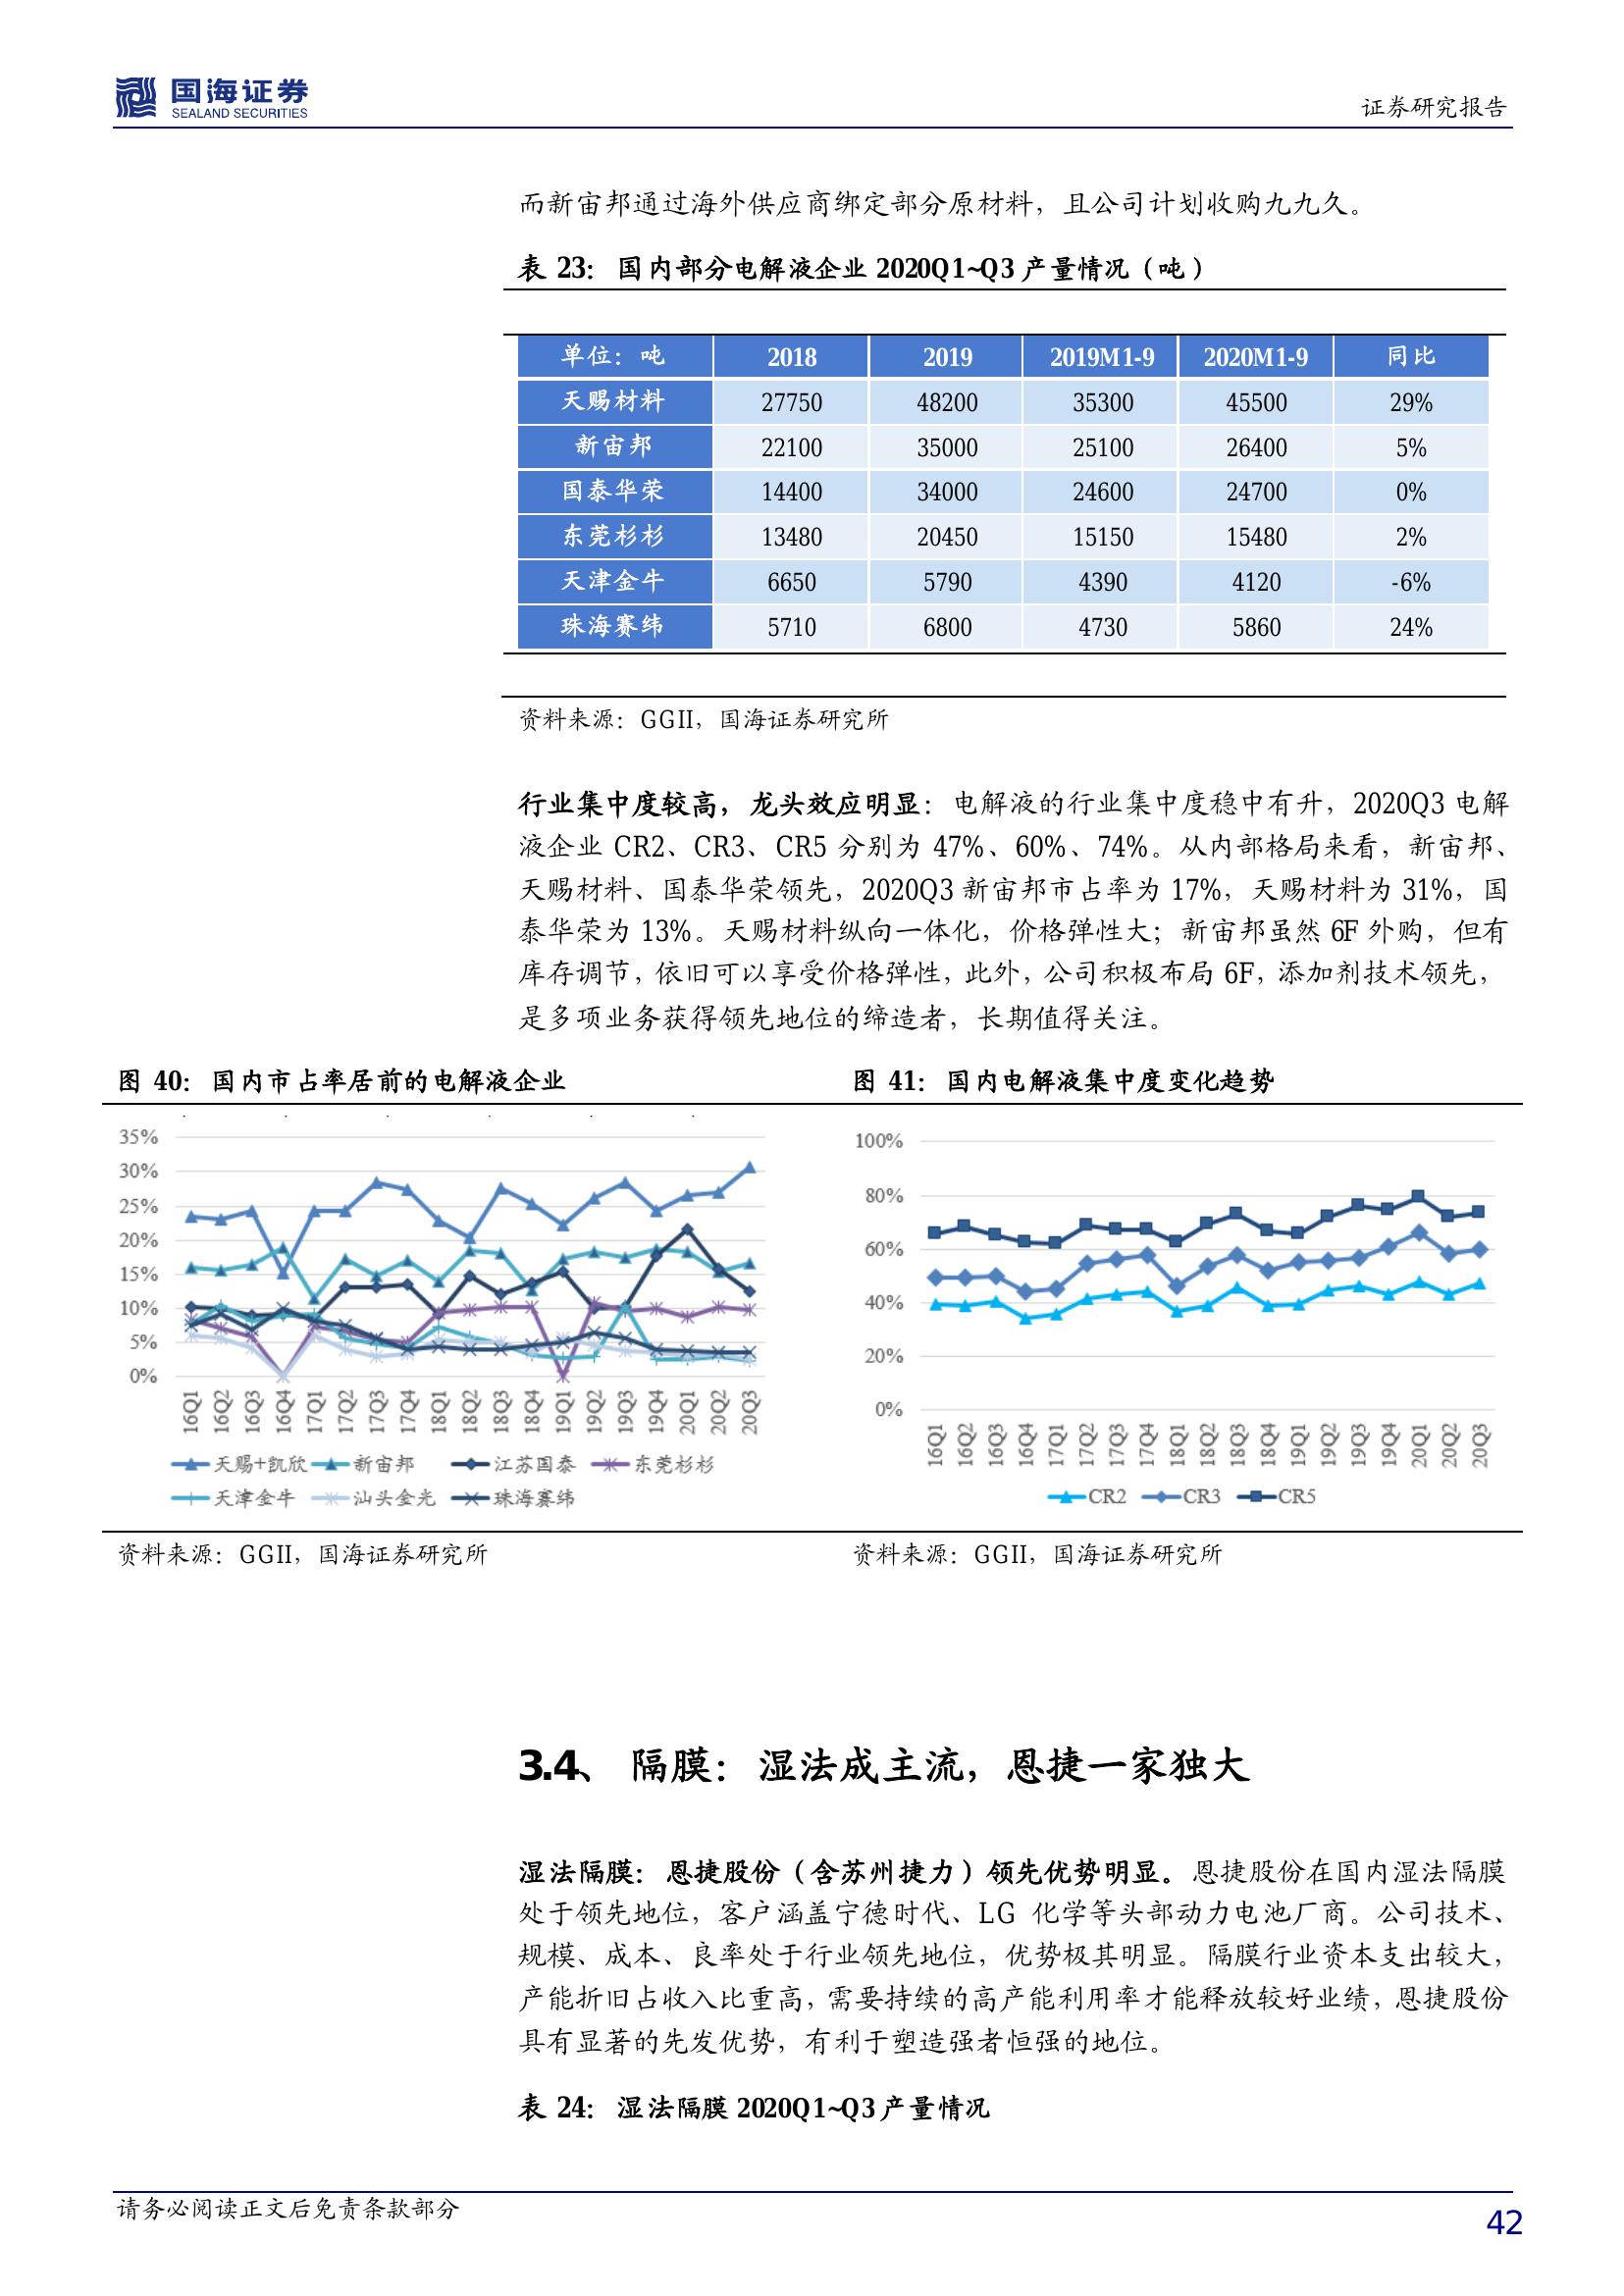 国海证券
SEALAND SECURITIES
证券研究报告
而新宙邦通过海外供应商绑定部分原材料，且公司计划收购九九久。
表 23： 国内部分电解液企业 2020Q1~Q3 产量情况（吨）
单位：吨 2018 2019 2019M1-9 2020M1-9 同比
天赐材料 27750 48200 35300 45500 29%
新宙邦 22100 35000 25100 26400 5%
国泰华荣 14400 34000 24600 24700 0%
东莞杉杉 13480 20450 15150 15480 2%
天津金牛 6650 5790 4390 4120 -6%
珠海赛纬 5710 6800 4730 5860 24%
资料来源：GGII，国海证券研究所
行业集中度较高，龙头效应明显：电解液的行业集中度稳中有升，2020Q3 电解
液企业 CR2、CR3、CR5 分别为 47%、60%、74%。从内部格局来看，新宙邦、
天赐材料、国泰华荣领先，2020Q3 新宙邦市占率为 17%，天赐材料为 31%，国
泰华荣为 13%。天赐材料纵向一体化，价格弹性大；新宙邦虽然 6F 外购，但有
库存调节，依旧可以享受价格弹性，此外，公司积极布局 6F，添加剂技术领先，
是多项业务获得领先地位的缔造者，长期值得关注。
图 40： 国内市占率居前的电解液企业
35%
30%
25%
20%
15%
10%
5%
0%
16Q1 16Q2 16Q3 16Q4 17Q1 17Q2 17Q3 17Q4 18Q1 18Q2 18Q3 18Q4 19Q1 19Q2 19Q3 19Q4 20Q1 20Q2 20Q3
天赐+凯欣 新宙邦 江苏国泰 东莞杉杉
天津金牛 汕头金光 珠海赛纬
资料来源：GGII，国海证券研究所
图 41： 国内电解液集中度变化趋势
100%
80%
60%
40%
20%
0%
16Q1 16Q2 16Q3 16Q4 17Q1 17Q2 17Q3 17Q4 18Q1 18Q2 18Q3 18Q4 19Q1 19Q2 19Q3 19Q4 20Q1 20Q2 20Q3
CR2 CR3 CR5
资料来源：GGII，国海证券研究所
3.4、 隔膜：湿法成主流，恩捷一家独大
湿法隔膜：恩捷股份（含苏州捷力）领先优势明显。恩捷股份在国内湿法隔膜
处于领先地位，客户涵盖宁德时代、LG 化学等头部动力电池厂商。公司技术、
规模、成本、良率处于行业领先地位，优势极其明显。隔膜行业资本支出较大，
产能折旧占收入比重高，需要持续的高产能利用率才能释放较好业绩，恩捷股份
具有显著的先发优势，有利于塑造强者恒强的地位。
表 24： 湿法隔膜 2020Q1~Q3 产量情况
请务必阅读正文后免责条款部分
42